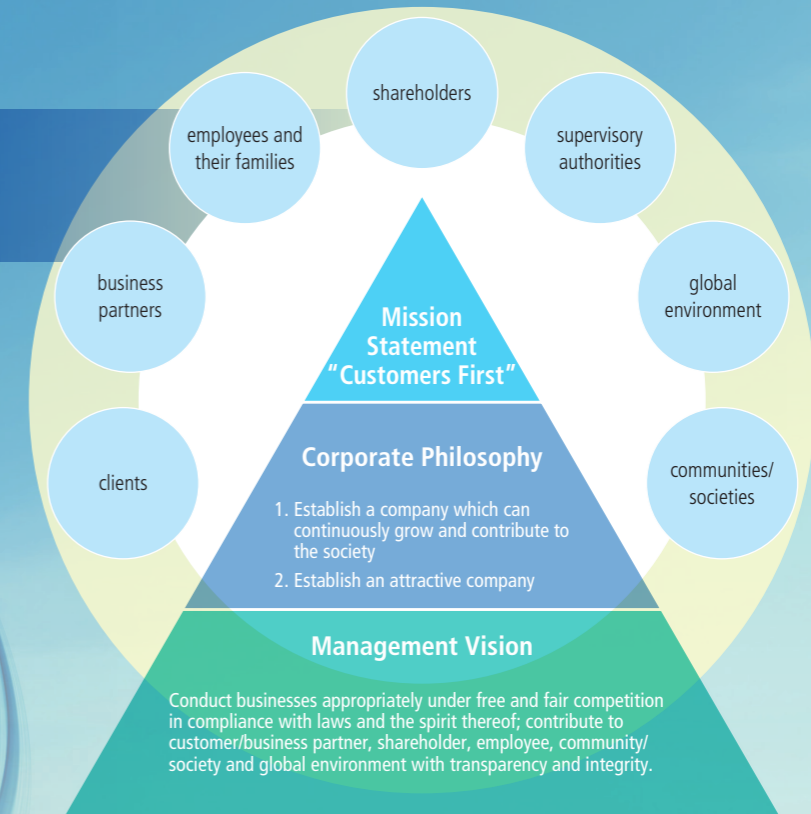 shareholders
employees and
their families
supervisory
authorities
business
partners
global
environment
clients
communities/
societies
Mission
Statement
"Customers First"
Corporate Philosophy
1. Establish a company which can
continuously grow and contribute to
the society
2. Establish an attractive company
Management Vision
Conduct businesses appropriately under free and fair competition
in compliance with laws and the spirit thereof; contribute to
customer/business partner, shareholder, employee, community/
society and global environment with transparency and integrity.